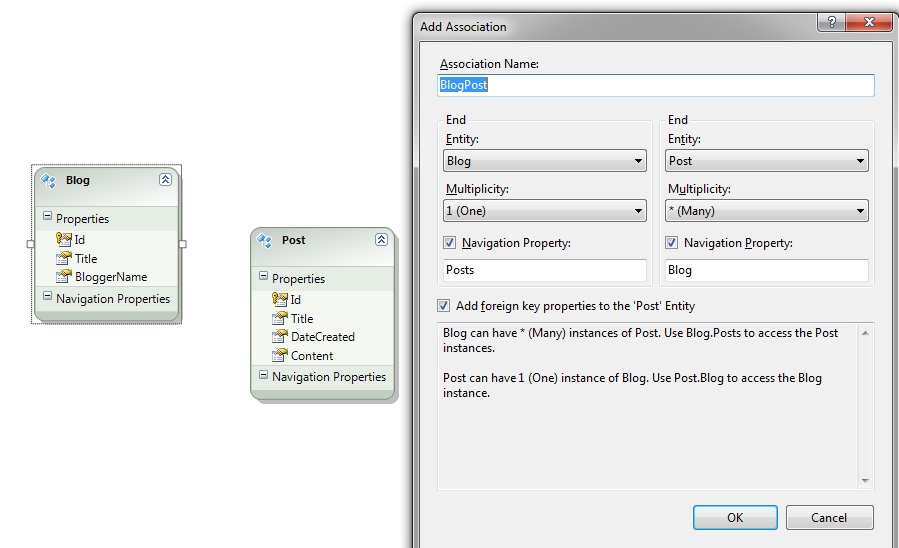 Blog
Properties
Id
Title
BloggerName
Navigation Properties
Post
Properties
Id
Title
DateCreated
Content
Navigation Properties
Add Association
?
Association Name:
BlogPost
End
Entity:
Blog
Multiplicity:
1 (One)
Navigation Property:
Posts
End
Entity:
Post
Multiplicity:
* (Many)
Navigation Property:
Blog
Add foreign key properties to the 'Post' Entity
Blog can have * (Many) instances of Post. Use Blog.Posts to access the Post
instances.
Post can have 1 (One) instance of Blog. Use Post.Blog to access the Blog
instance.
OK
Cancel